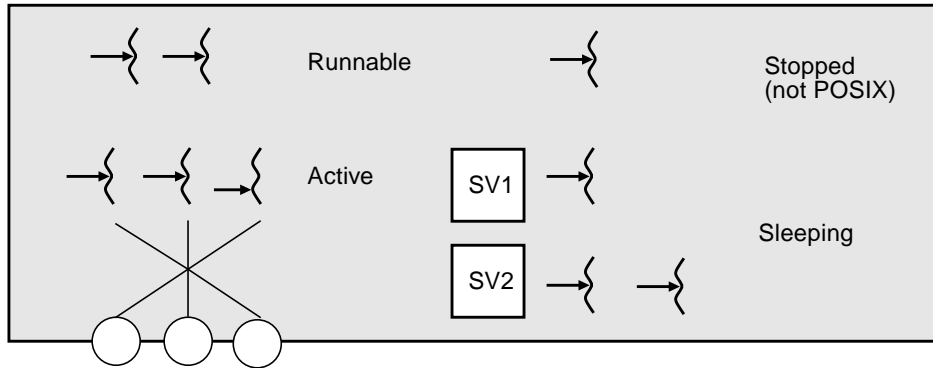 Runnable
Stopped
(not POSIX)
Active
SV1
Sleeping
SV2